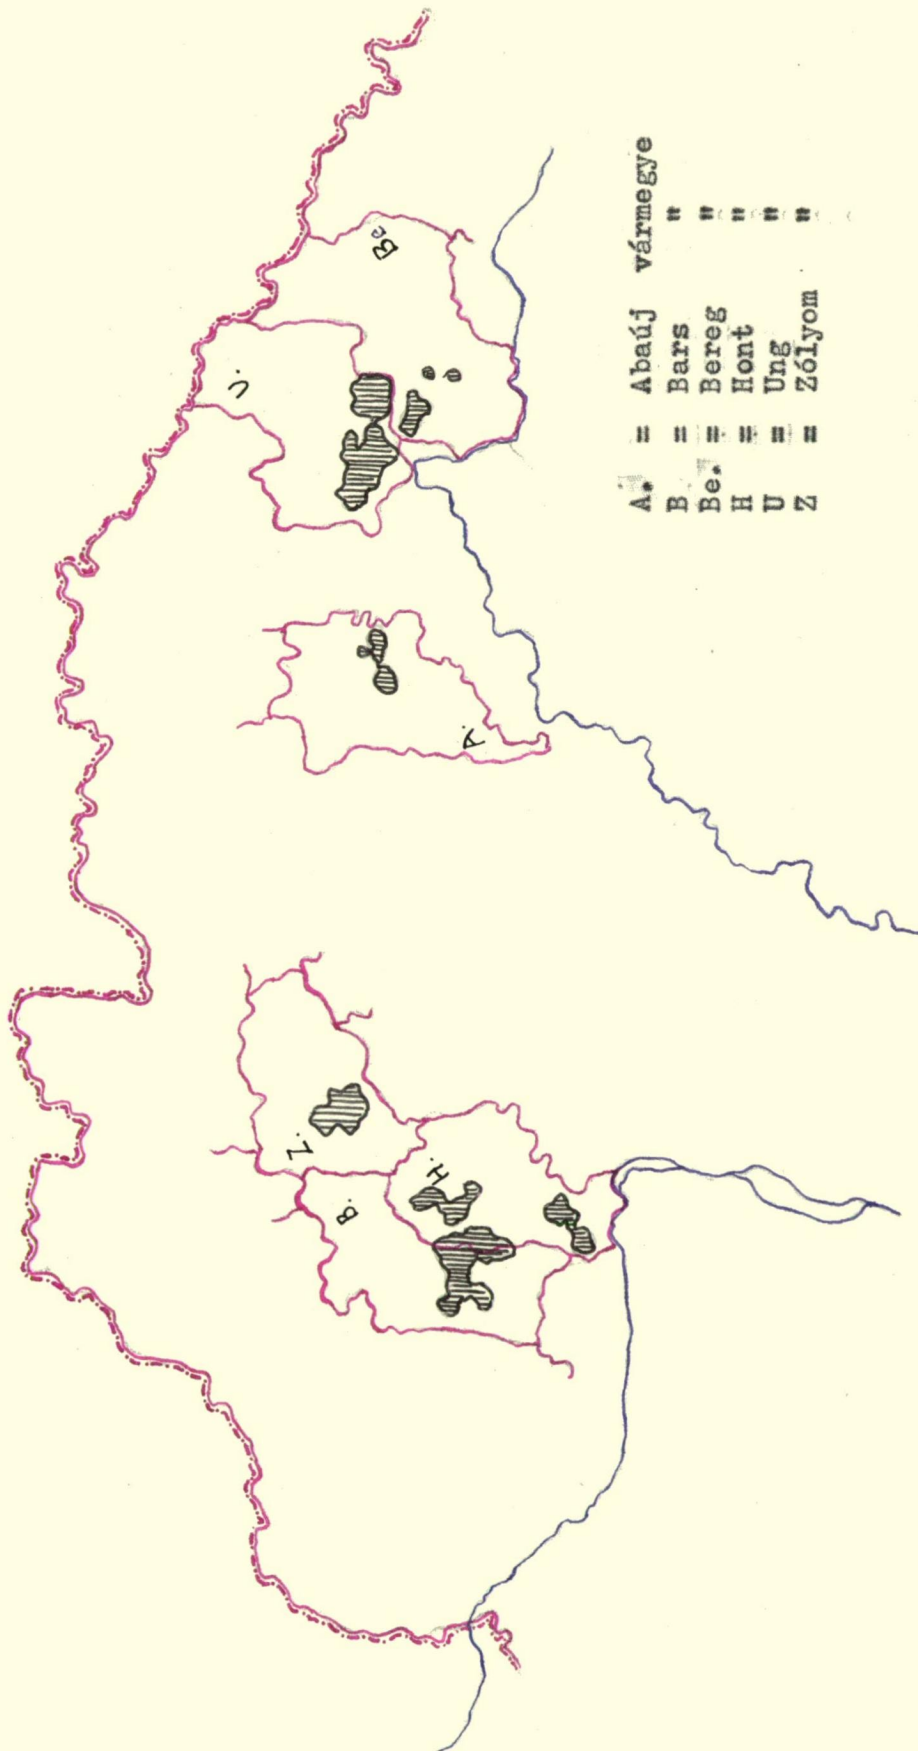 U.
Be
A.
Z.
B.
H.
A. = Abaúj vármegye
B = Bars "
Be. = Bereg "
H = Hont "
U = Ung "
Z = Zólyom "